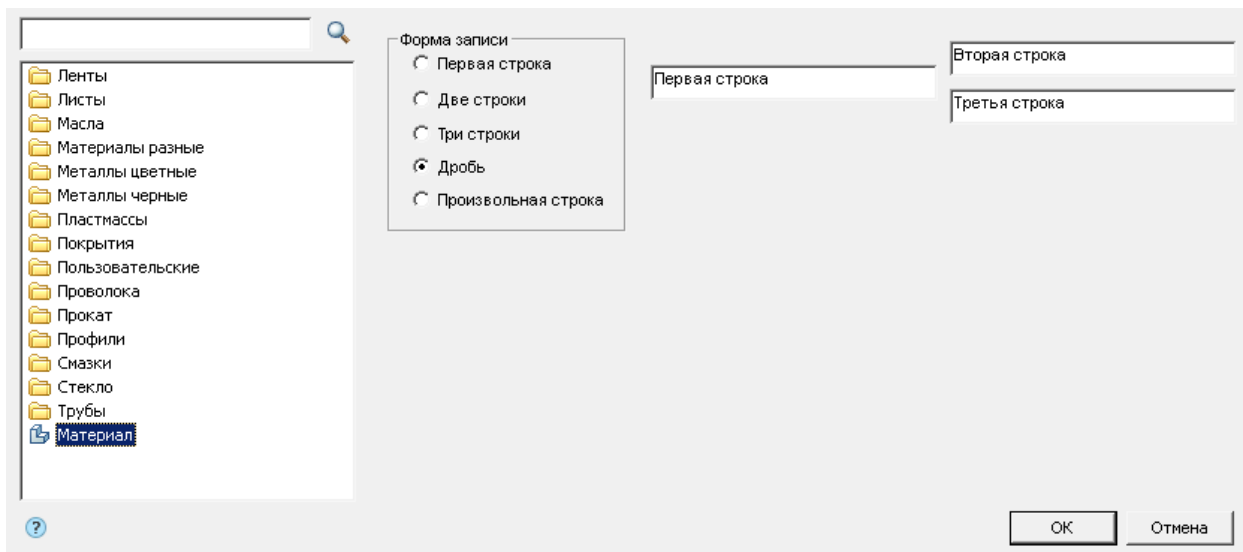 Ленты
Листы
Масла
Материалы разные
Металлы цветные
Металлы черные
Пластмассы
Покрытия
Пользовательские
Проволока
Прокат
Профили
Смазки
Стекло
Трубы
Материал
Форма записи
Первая строка
Две строки
Три строки
Дробь
Произвольная строка
Первая строка
Вторая строка
Третья строка
?
ОК
Отмена